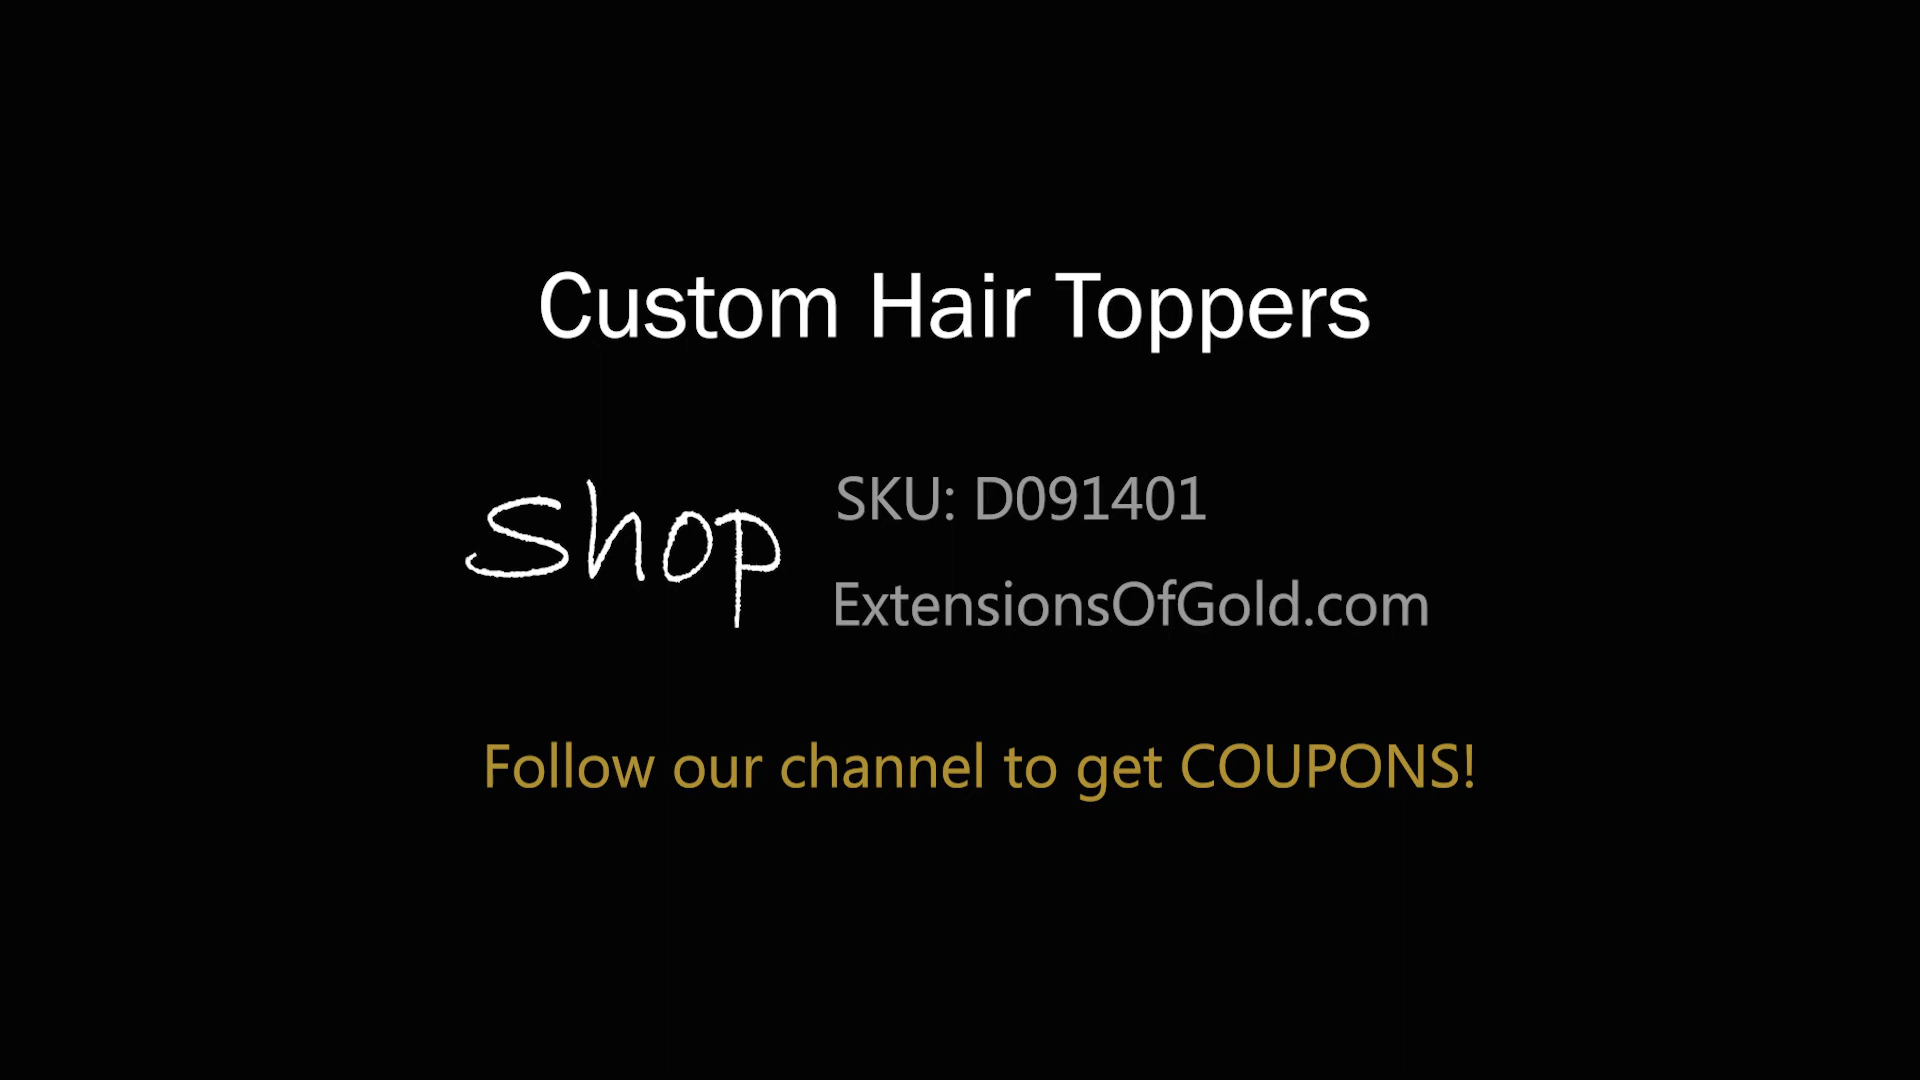 Custom Hair Toppers
Shop
SKU: D091401
ExtensionsOfGold.com
Follow our channel to get COUPONS!